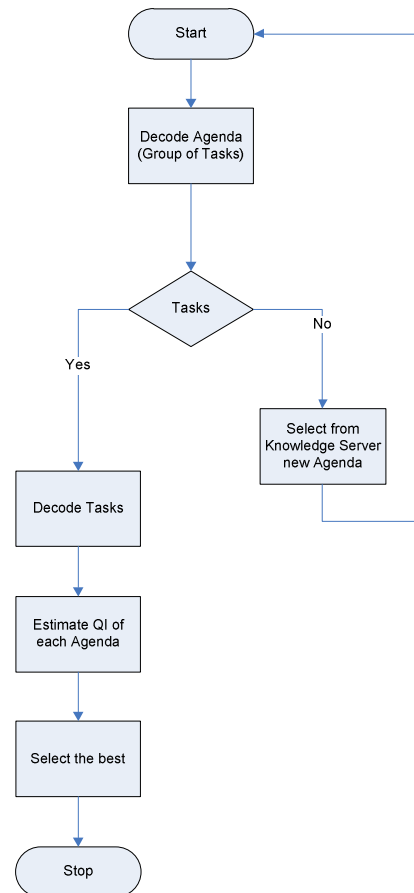 Start
Decode Agenda
(Group of Tasks)
Tasks
No
Yes
Select from
Knowledge Server
new Agenda
Decode Tasks
Estimate QI of
each Agenda
Select the best
Stop